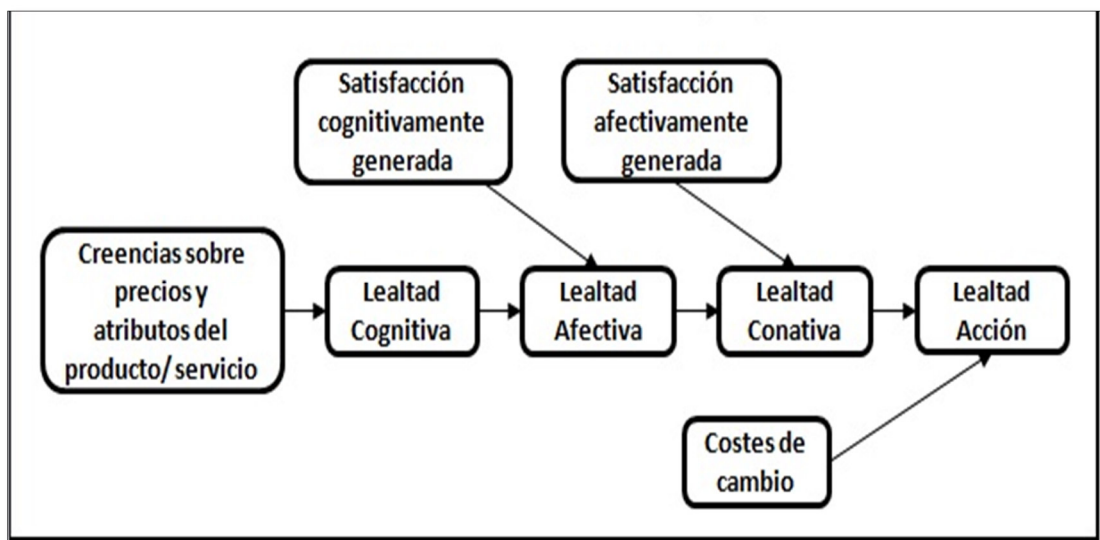 Satisfacción
cognitivamente
generada
Satisfacción
afectivamente
generada
Creencias sobre
precios y
atributos del
producto/ servicio
Lealtad
Cognitiva
Lealtad
Afectiva
Lealtad
Conativa
Lealtad
Acción
Costes de
cambio